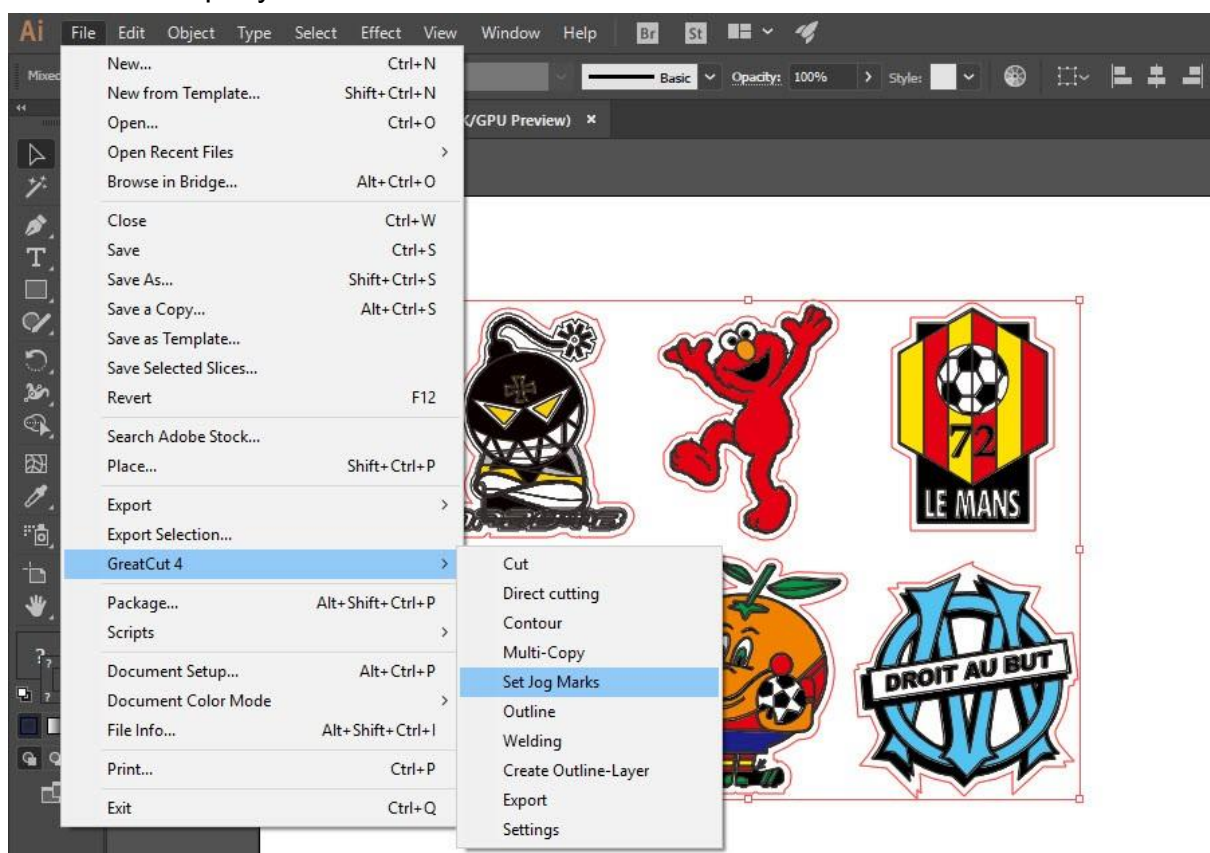 Ai File Edit Object Type Select Effect View Window Help Br St
Basic Opacity: 100% > Style:
/GPU Preview) ×
New... Ctrl+N
New from Template... Shift+Ctrl+N
Open... Ctrl+O
Open Recent Files >
Browse in Bridge... Alt+Ctrl+O
Close Ctrl+W
Save Ctrl+S
Save As... Shift+Ctrl+S
Save a Copy... Alt+Ctrl+S
Save as Template...
Save Selected Slices...
Revert F12
Search Adobe Stock...
Place... Shift+Ctrl+P
Export >
Export Selection...
GreatCut 4 >
Package... Alt+Shift+Ctrl+P
Scripts >
Document Setup... Alt+Ctrl+P
Document Color Mode >
File Info... Alt+Shift+Ctrl+I
Print... Ctrl+P
Exit Ctrl+Q
Cut
Direct cutting
Contour
Multi-Copy
Set Jog Marks
Outline
Welding
Create Outline-Layer
Export
Settings
72
LE MANS
DROIT AU BUT